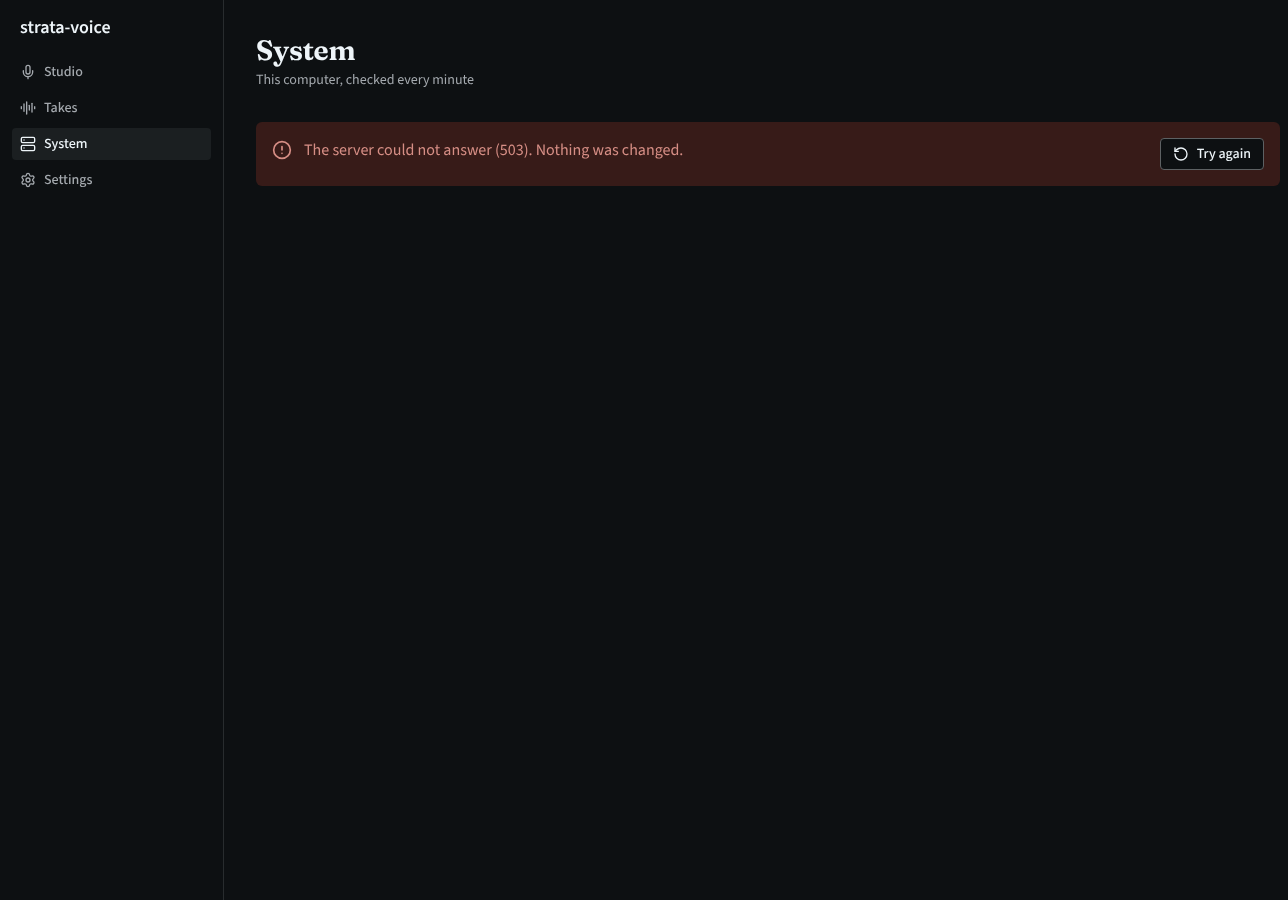 strata-voice
Studio
Takes
System
Settings
System
This computer, checked every minute
The server could not answer (503). Nothing was changed.
Try again